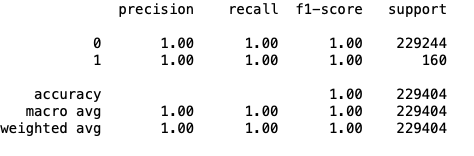 precision recall f1-score support
0 1.00 1.00 1.00 229244
1 1.00 1.00 1.00 160
accuracy 1.00 229404
macro avg 1.00 1.00 1.00 229404
weighted avg 1.00 1.00 1.00 229404